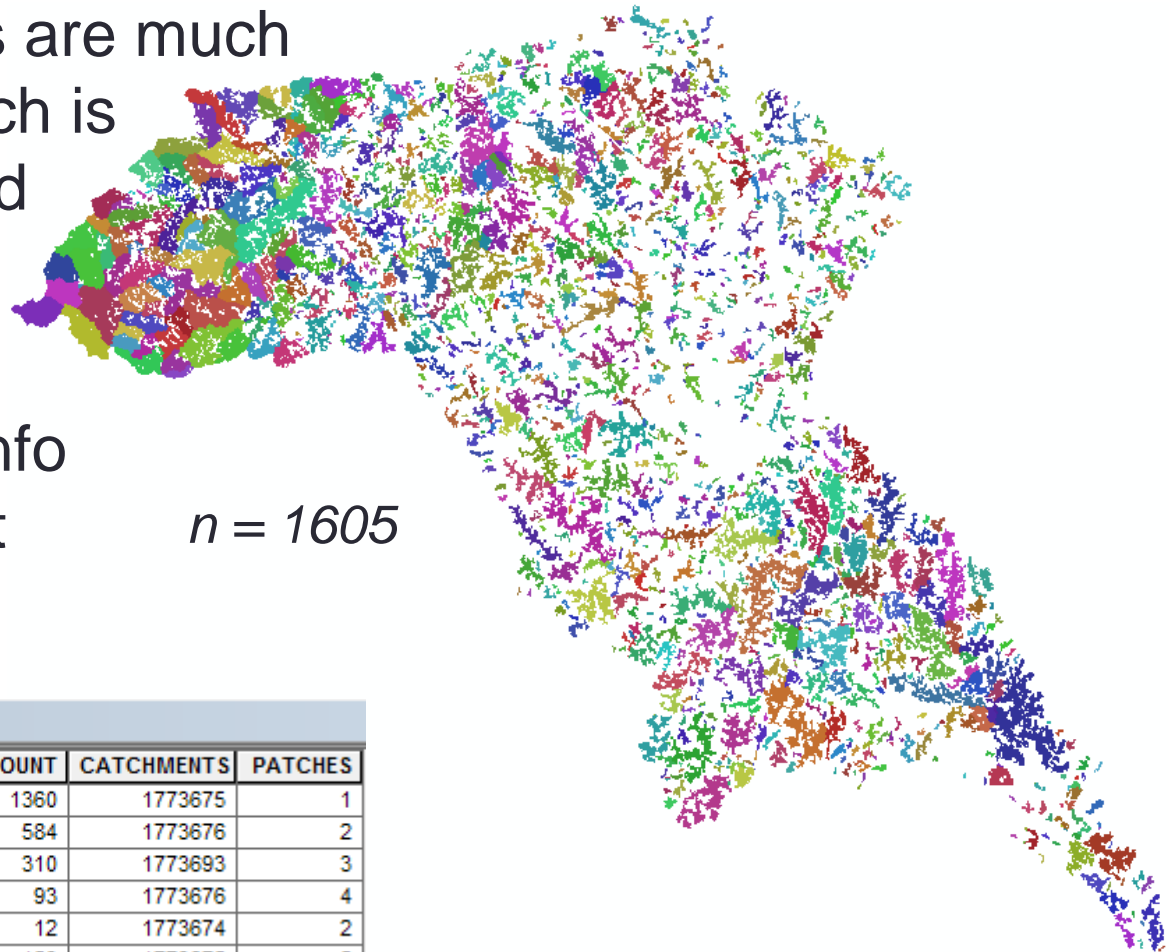 s are much
ch is
d
nfo
t
n = 1605
OUNT CATCHMENTS PATCHES
1360 1773675 1
584 1773676 2
310 1773693 3
93 1773676 4
12 1773674 2